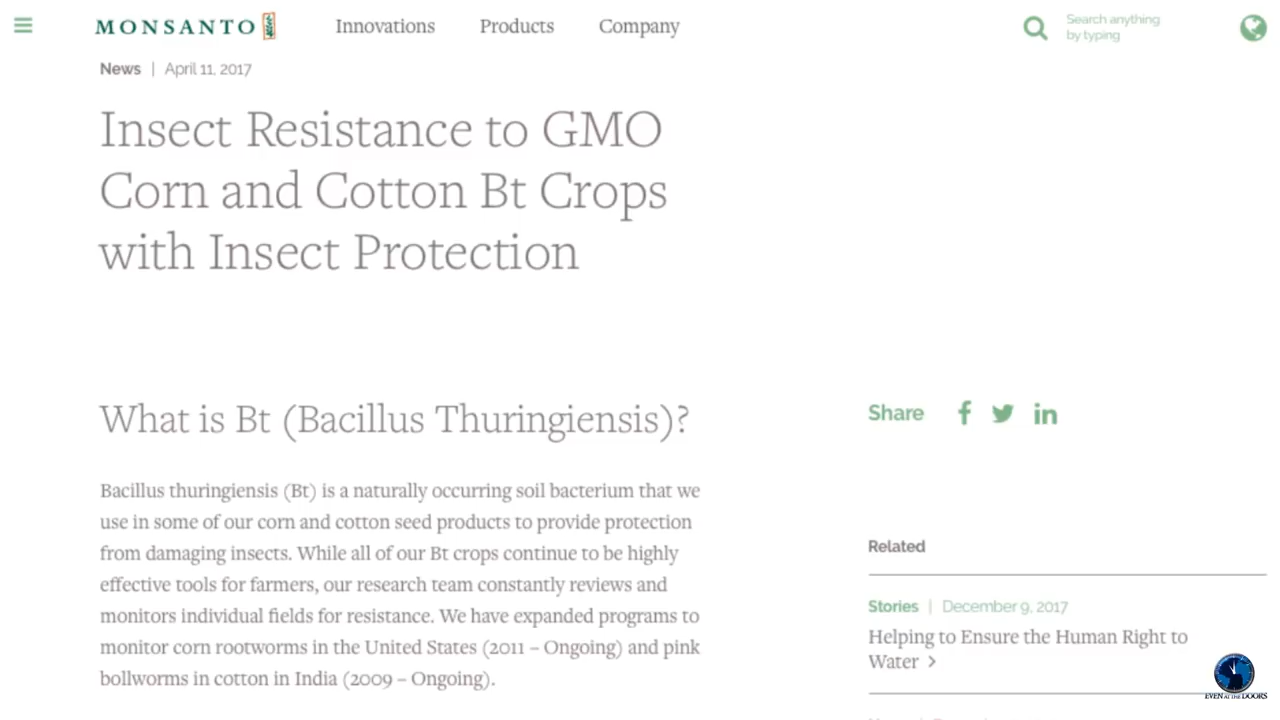 MONSANTO
Innovations
Products
Company
Search anything
by typing
News | April 11, 2017
Insect Resistance to GMO
Corn and Cotton Bt Crops
with Insect Protection
What is Bt (Bacillus Thuringiensis)?
Bacillus thuringiensis (Bt) is a naturally occurring soil bacterium that we
use in some of our corn and cotton seed products to provide protection
from damaging insects. While all of our Bt crops continue to be highly
effective tools for farmers, our research team constantly reviews and
monitors individual fields for resistance. We have expanded programs to
monitor corn rootworms in the United States (2011 – Ongoing) and pink
bollworms in cotton in India (2009 – Ongoing).
Share
Related
Stories | December 9, 2017
Helping to Ensure the Human Right to
Water >
EVEN AT THE DOORS